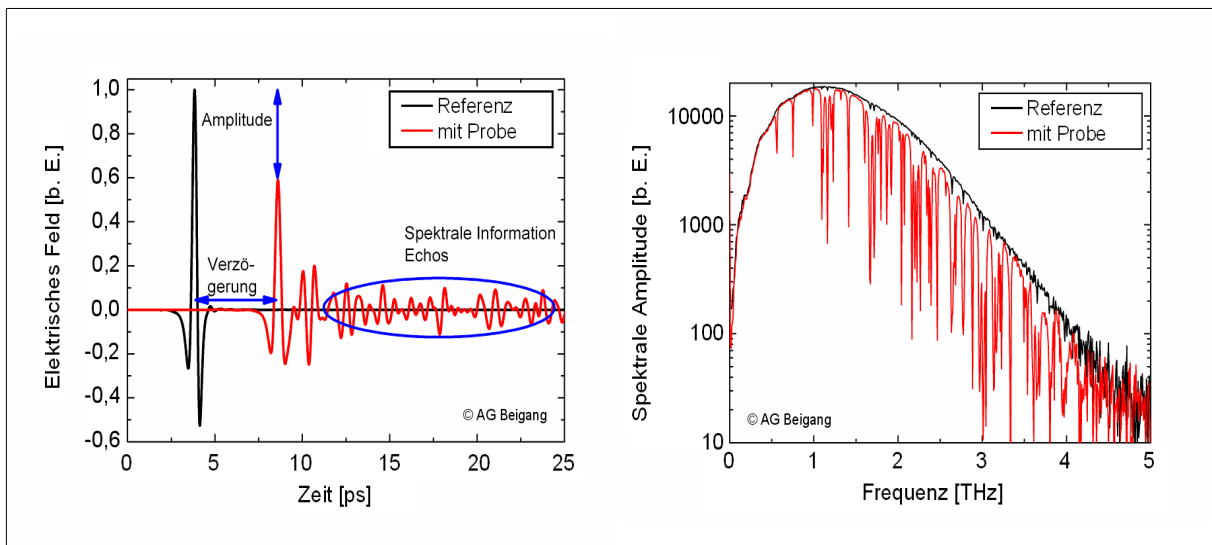 Elektrisches Feld [b. E.]
1,0
0,8
0,6
0,4
0,2
0,0
-0,2
-0,4
-0,6
Amplitude
Referenz
mit Probe
Verzö-
gerung
Spektrale Information
Echos
© AG Beigang
0
5
10
15
20
25
Zeit [ps]
Spektrale Amplitude [b. E.]
10000
1000
100
10
Referenz
mit Probe
© AG Beigang
0
1
2
3
4
5
Frequenz [THz]